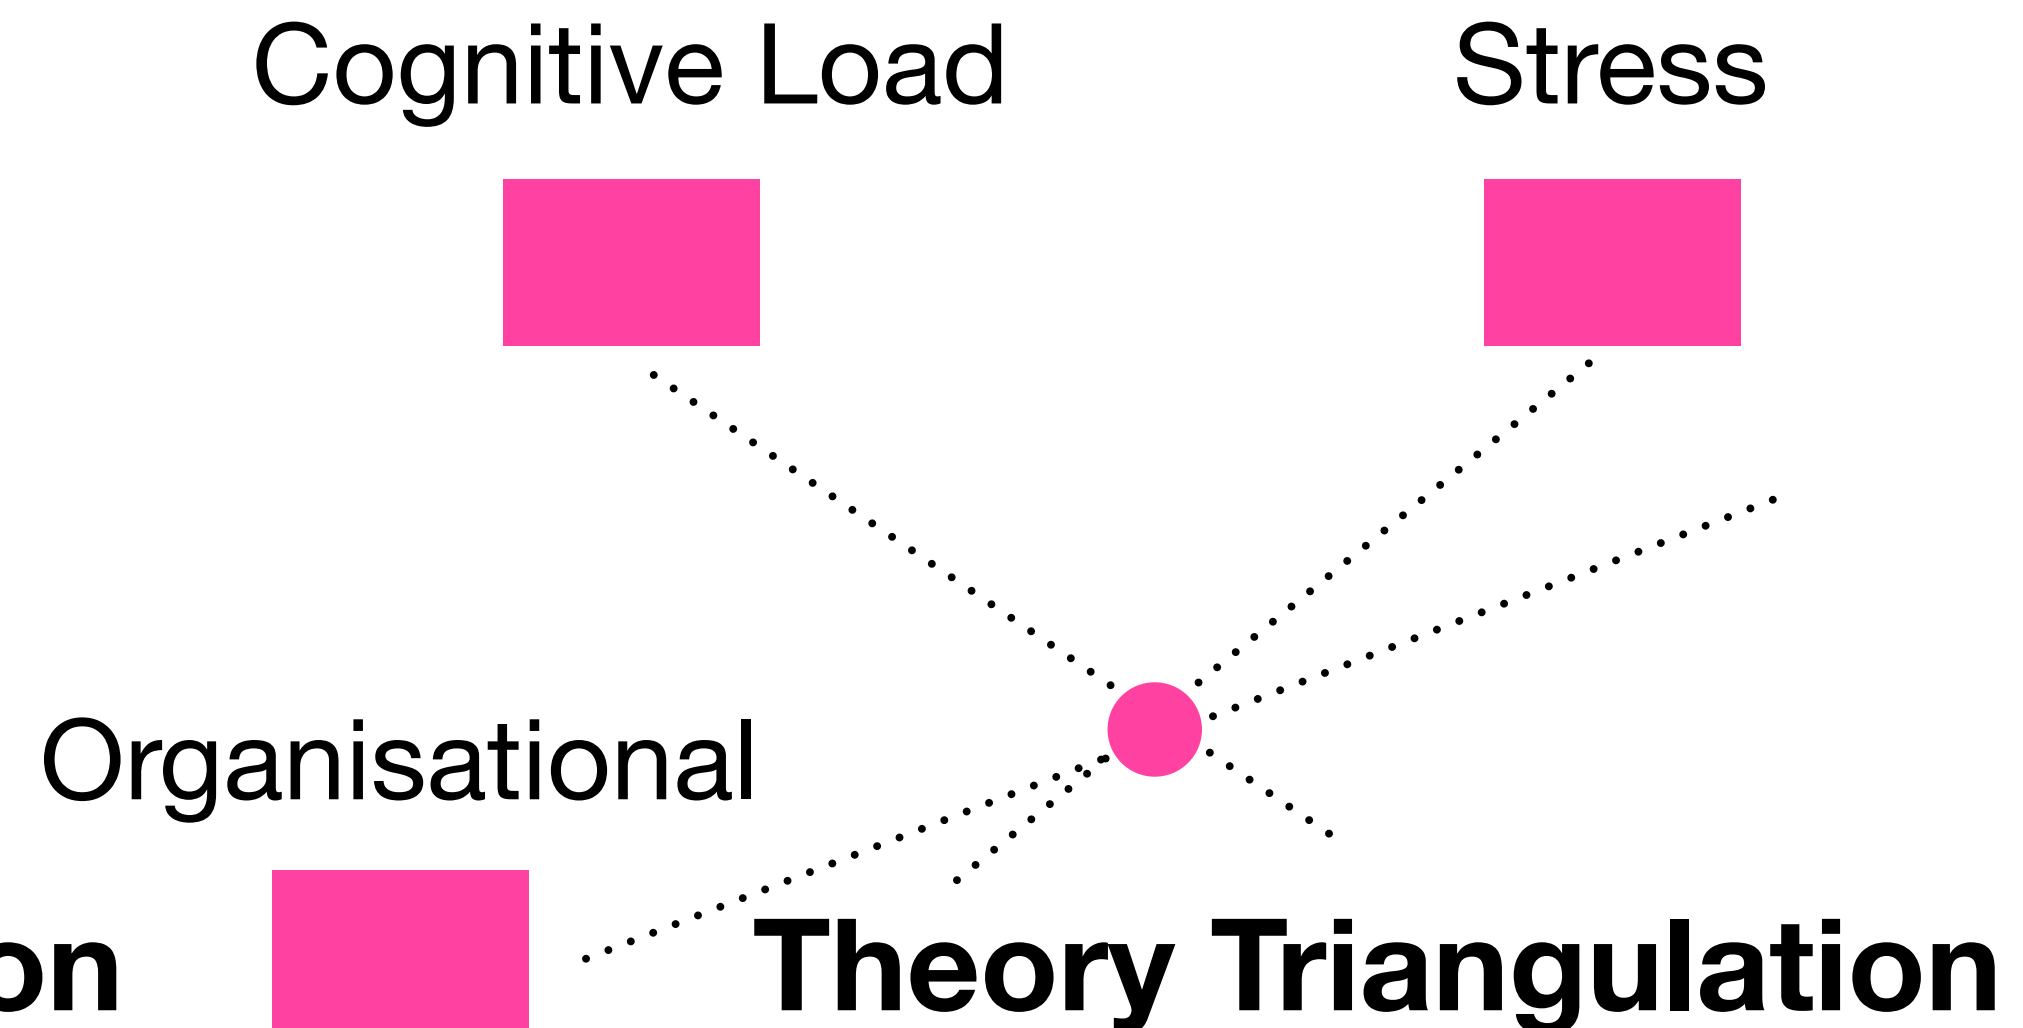 Cognitive Load
Stress
Organisational
on
Theory Triangulation